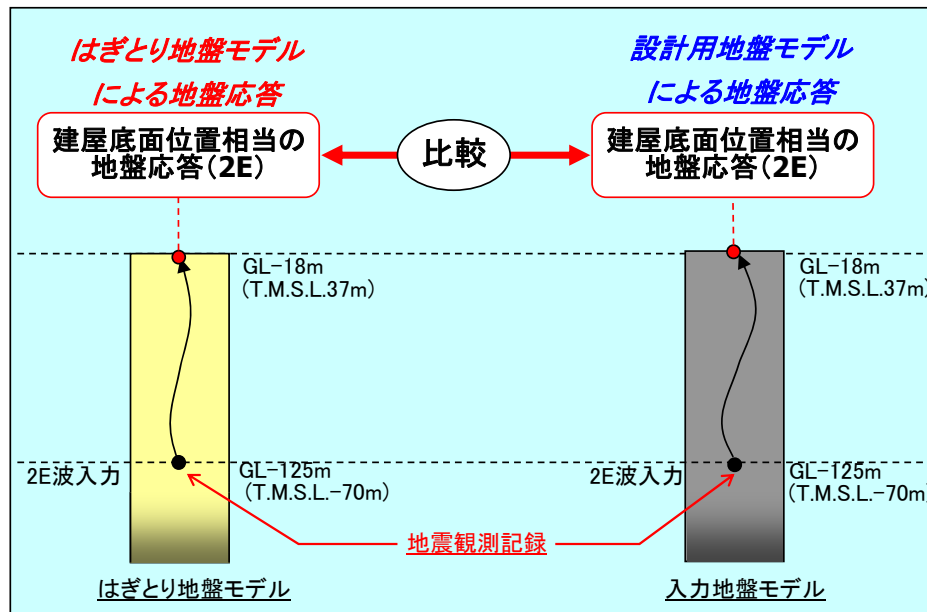 はぎとり地盤モデル
による地盤応答
設計用地盤モデル
による地盤応答
建屋底面位置相当の
地盤応答(2E)
比較
建屋底面位置相当の
地盤応答(2E)
GL-18m
(T.M.S.L.37m)
GL-18m
(T.M.S.L.37m)
2E波入力
GL-125m
(T.M.S.L.-70m)
2E波入力
GL-125m
(T.M.S.L.-70m)
地震観測記録
はぎとり地盤モデル
入力地盤モデル